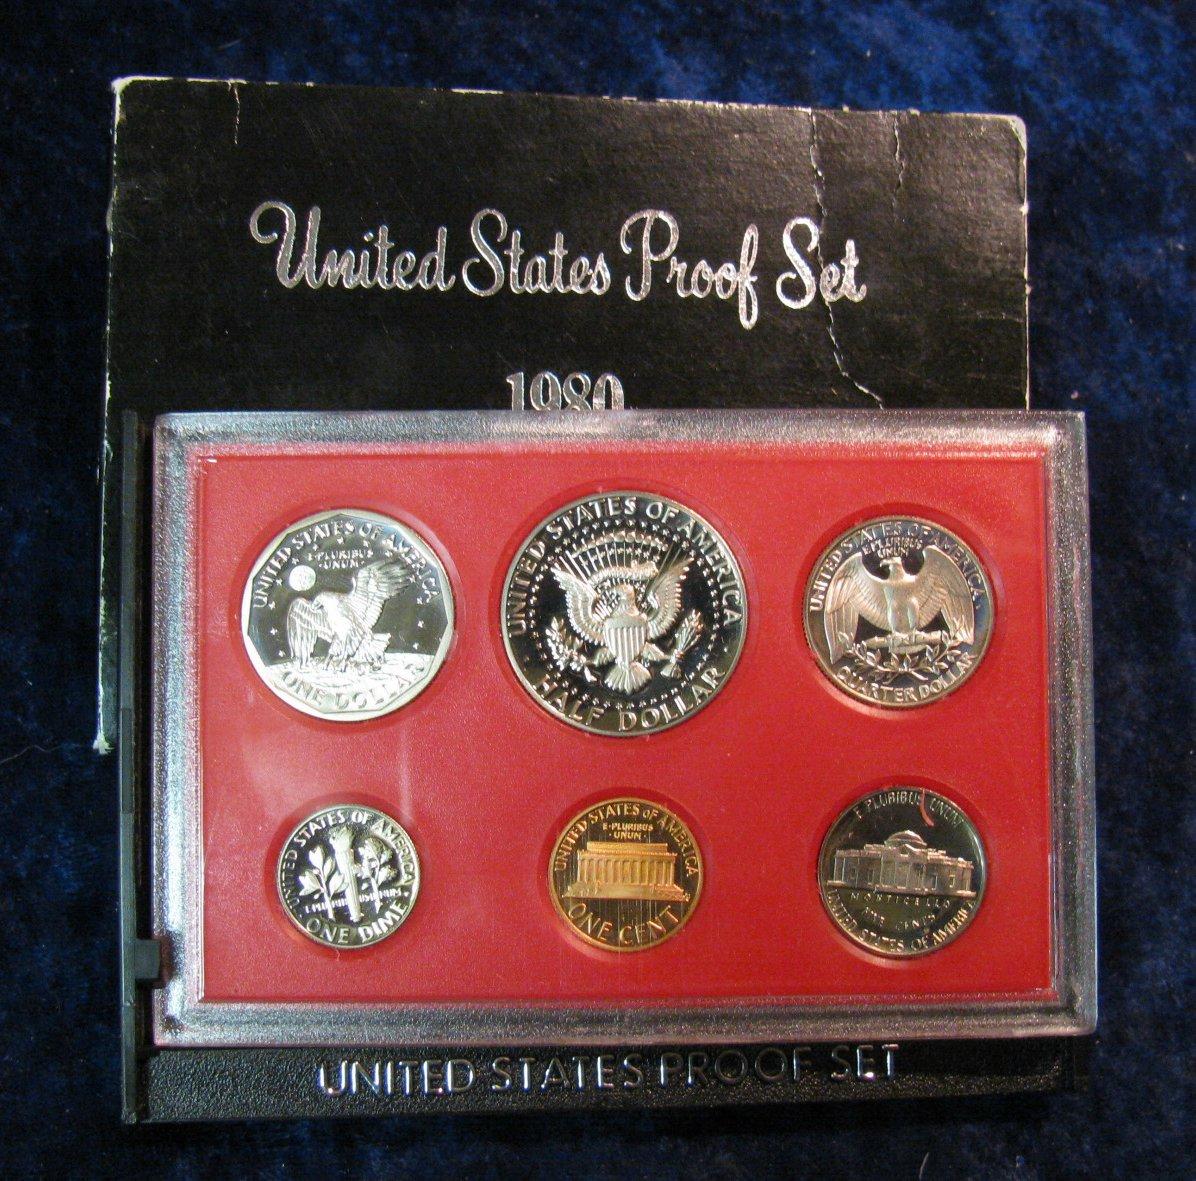 United States Proof Set
1980
UNITED STATES OF AMERICA
E·PLURIBUS
·UNUM·
ONE DOLLAR
UNITED STATES OF AMERICA
HALF DOLLAR
UNITED STATES OF AMERICA
E PLURIBUS
UNUM
QUARTER DOLLAR
UNITED STATES OF AMERICA
E PLURIBUS UNUM
ONE DIME
UNITED STATES OF AMERICA
E·PLURIBUS
·UNUM·
ONE CENT
E PLURIBUS UNUM
MONTICELLO
FIVE CENTS
UNITED STATES OF AMERICA
UNITED STATES PROOF SET